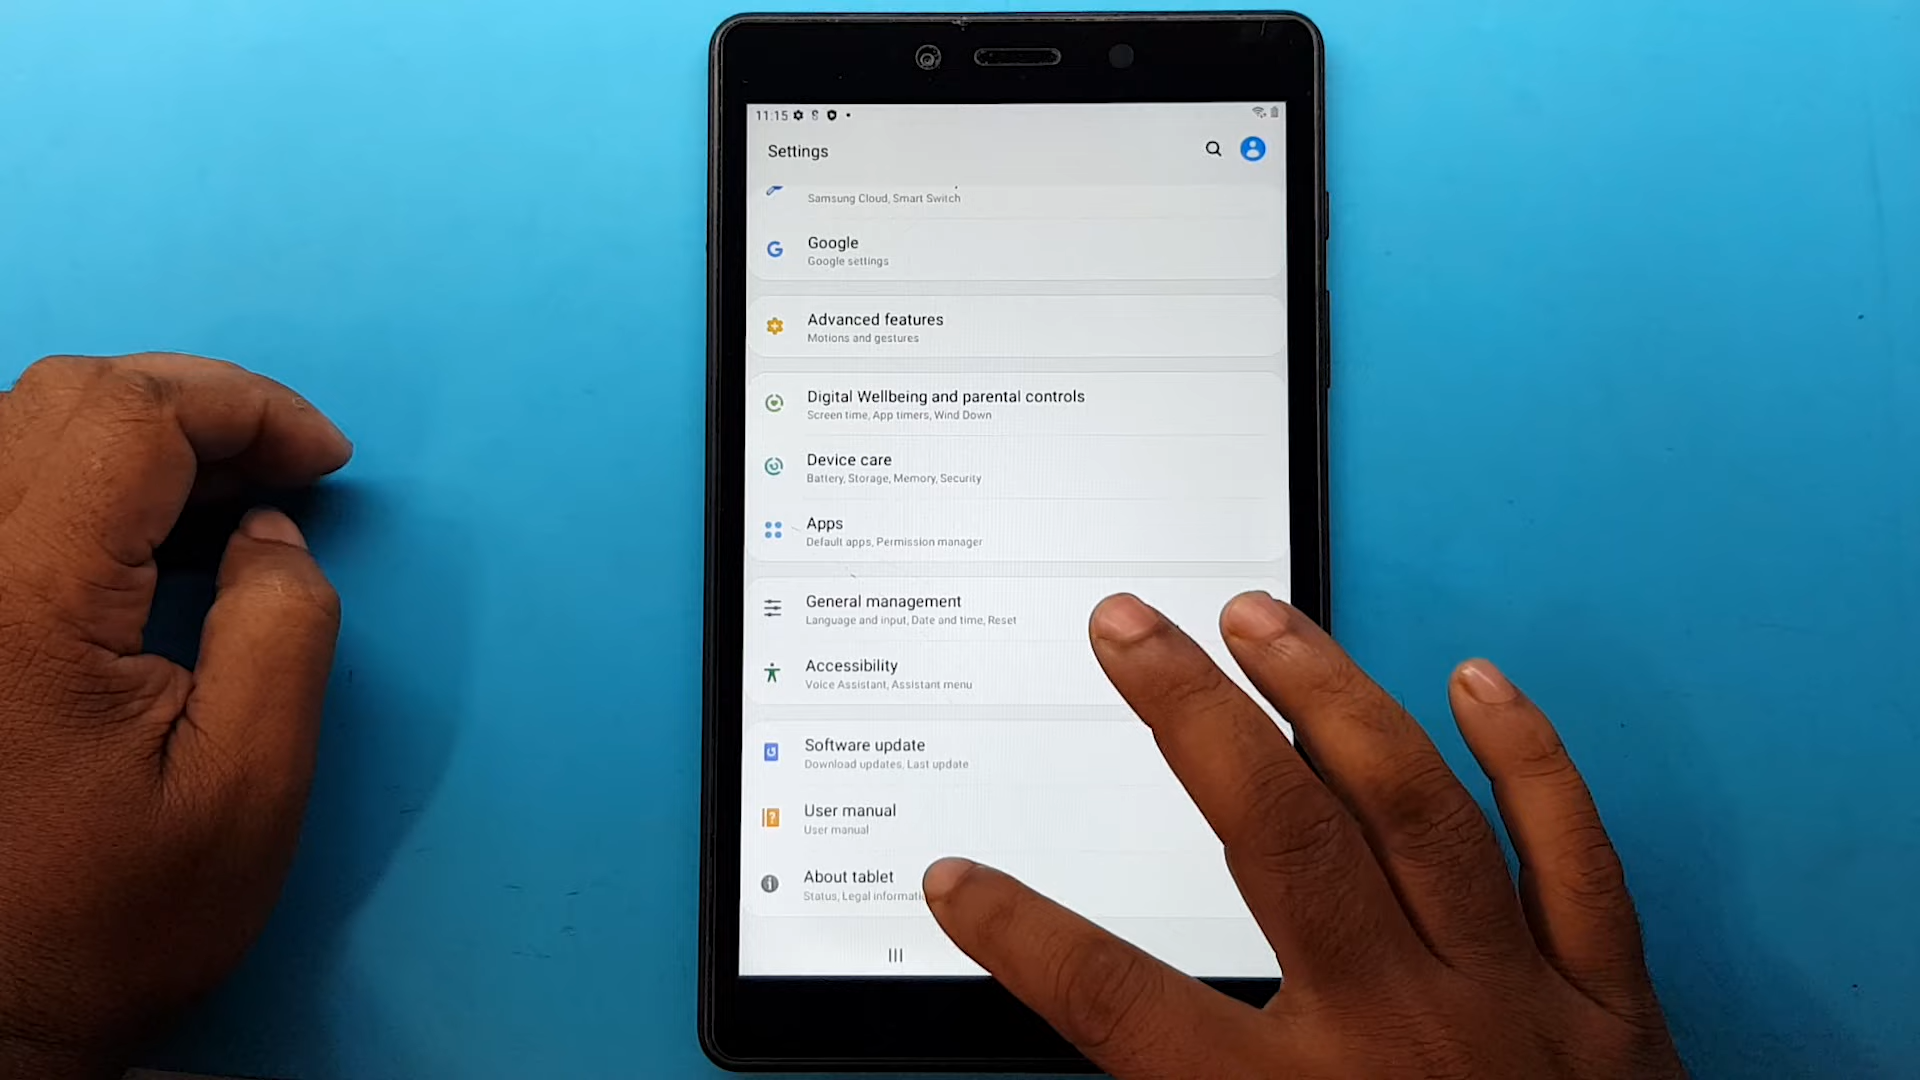 11:15
Settings
Samsung Cloud, Smart Switch
Google
Google settings
Advanced features
Motions and gestures
Digital Wellbeing and parental controls
Screen time, App timers, Wind Down
Device care
Battery, Storage, Memory, Security
Apps
Default apps, Permission manager
General management
Language and input, Date and time, Reset
Accessibility
Voice Assistant, Assistant menu
Software update
Download updates, Last update
User manual
User manual
About tablet
Status, Legal informati